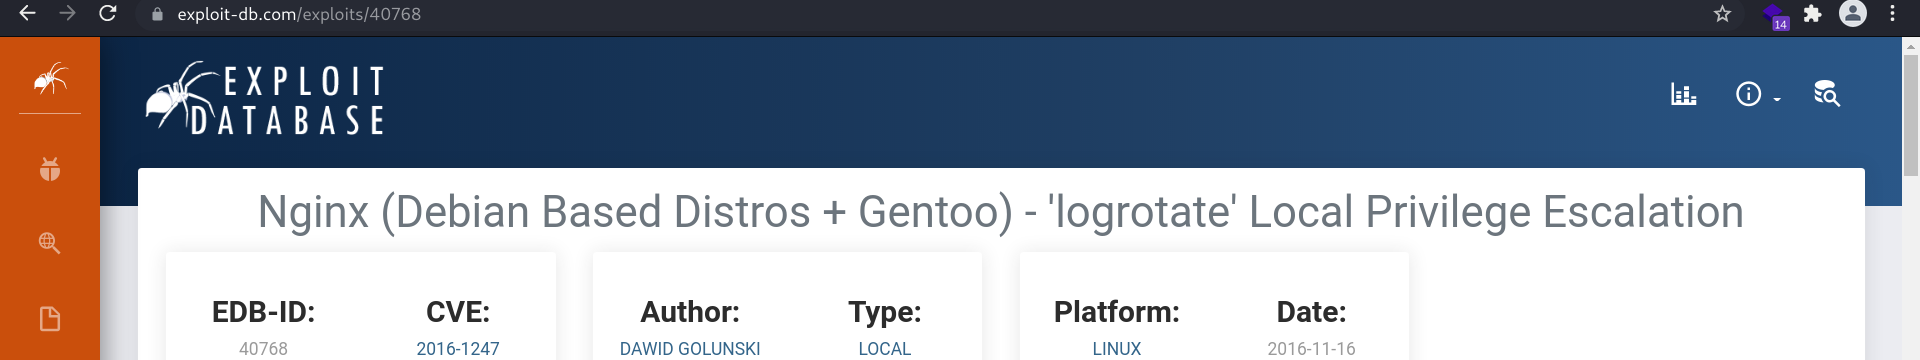 exploit-db.com/exploits/40768
14
EXPLOIT
DATABASE
Nginx (Debian Based Distros + Gentoo) - 'logrotate' Local Privilege Escalation
EDB-ID: CVE: Author: Type: Platform: Date:
40768 2016-1247 DAWID GOLUNSKI LOCAL LINUX 2016-11-16